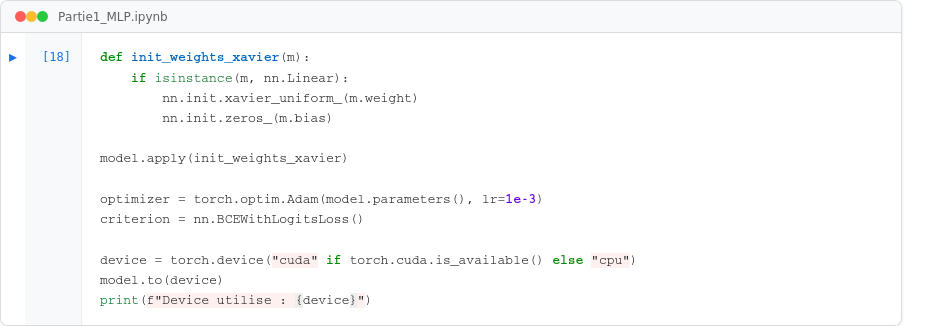 Partie1_MLP.ipynb
[18]
def init_weights_xavier(m):
    if isinstance(m, nn.Linear):
        nn.init.xavier_uniform_(m.weight)
        nn.init.zeros_(m.bias)
model.apply(init_weights_xavier)
optimizer = torch.optim.Adam(model.parameters(), lr=1e-3)
criterion = nn.BCEWithLogitsLoss()
device = torch.device("cuda" if torch.cuda.is_available() else "cpu")
model.to(device)
print(f"Device utilise : {device}")